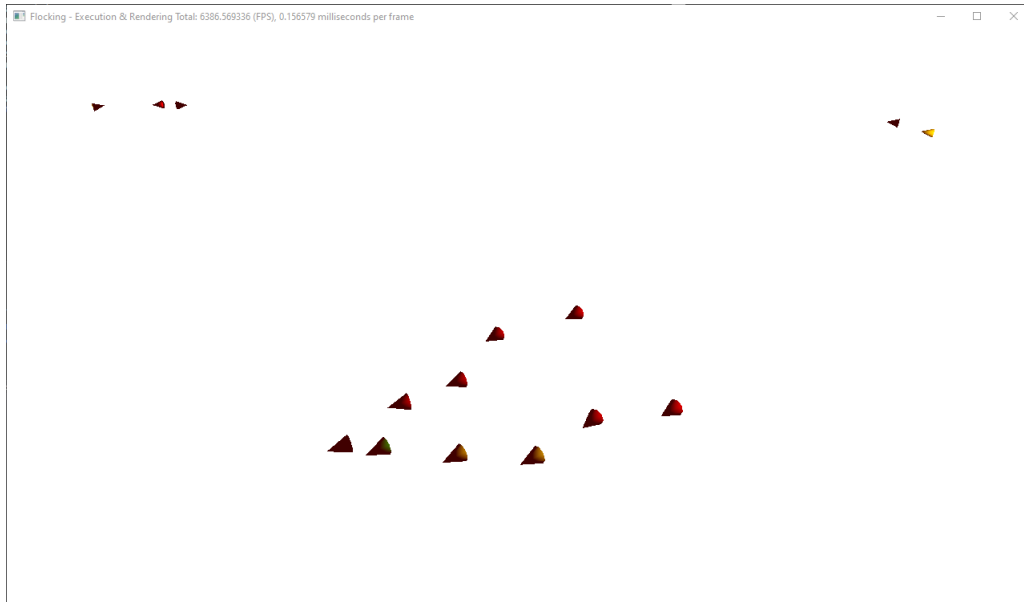 Flocking - Execution & Rendering Total: 6386.569336 (FPS), 0.156579 milliseconds per frame